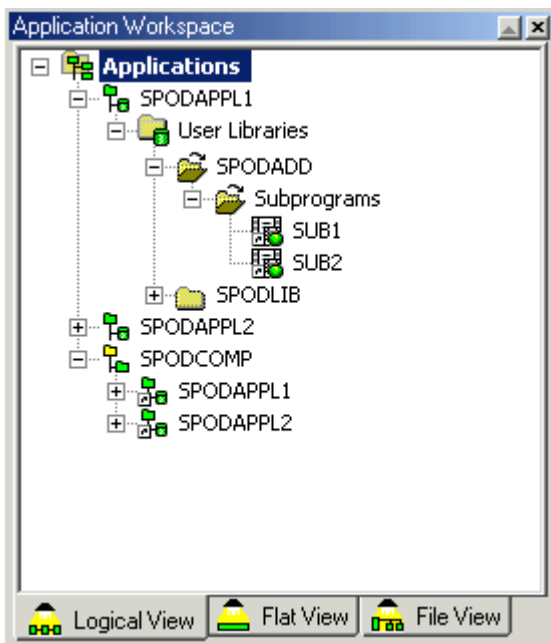 Application Workspace
Applications
SPODAPPL1
User Libraries
SPODADD
Subprograms
SUB1
SUB2
SPODLIB
SPODAPPL2
SPODCOMP
SPODAPPL1
SPODAPPL2
Logical View Flat View File View